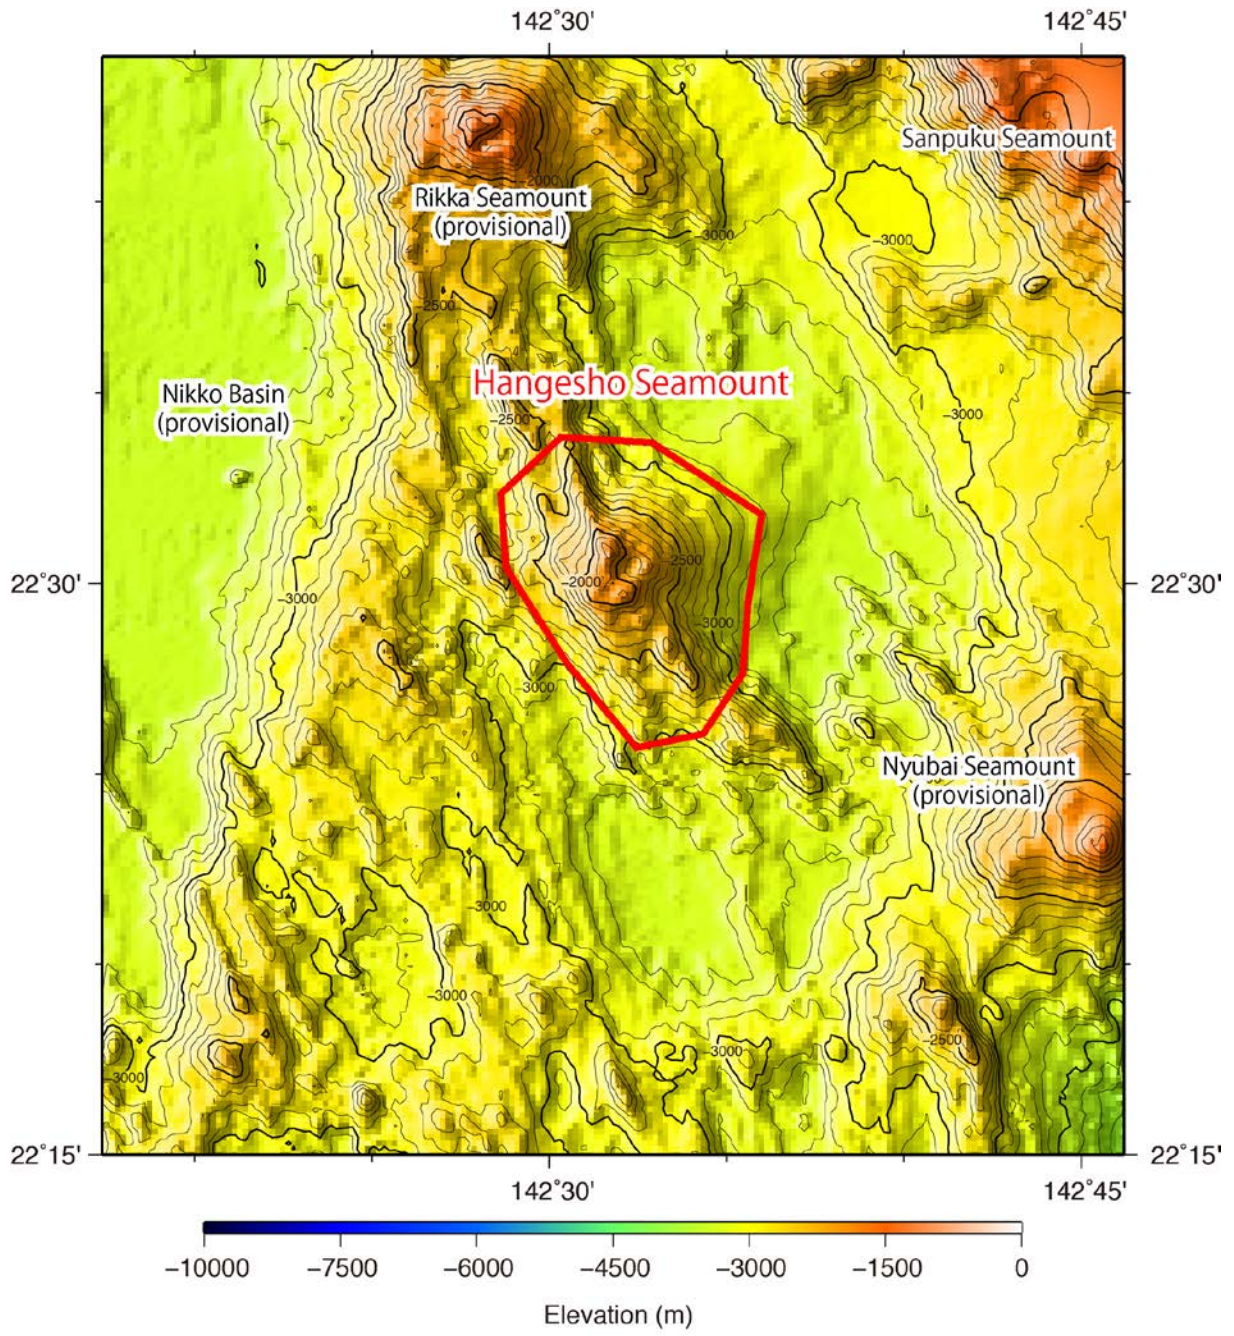 142°30' 142°45'
Sanpuku Seamount
−2000
Rikka Seamount
(provisional)
−3000
−3000
−2500
Hangesho Seamount
Nikko Basin
(provisional)
−3000
−2500
−2500
22°30' 22°30'
−2000
−3000
−3000
−3000
Nyubai Seamount
(provisional)
−3000
−3000
−2500
−3000
−3000
22°15' 22°15'
142°30' 142°45'
−10000 −7500 −6000 −4500 −3000 −1500 0
Elevation (m)